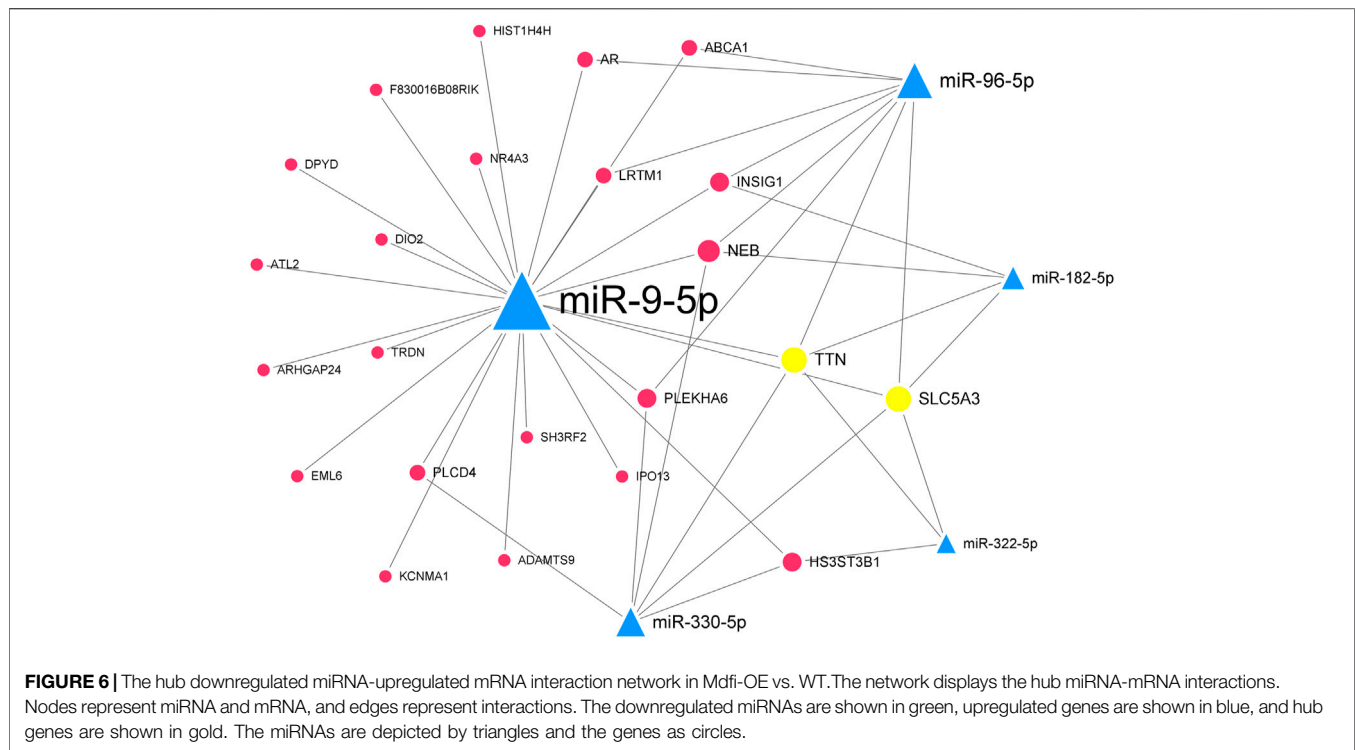 HIST1H4H
AR
ABCA1
miR-96-5p
F830016B08RIK
NR4A3
DPYD
LRTM1
INSIG1
DIO2
NEB
ATL2
miR-182-5p
miR-9-5p
TRDN
TTN
ARHGAP24
PLEKHA6
SLC5A3
SH3RF2
EML6
PLCD4
IPO13
miR-322-5p
ADAMTS9
HS3ST3B1
KCNMA1
miR-330-5p
FIGURE 6 | The hub downregulated miRNA-upregulated mRNA interaction network in Mdfi-OE vs. WT.The network displays the hub miRNA-mRNA interactions.
Nodes represent miRNA and mRNA, and edges represent interactions. The downregulated miRNAs are shown in green, upregulated genes are shown in blue, and hub
genes are shown in gold. The miRNAs are depicted by triangles and the genes as circles.